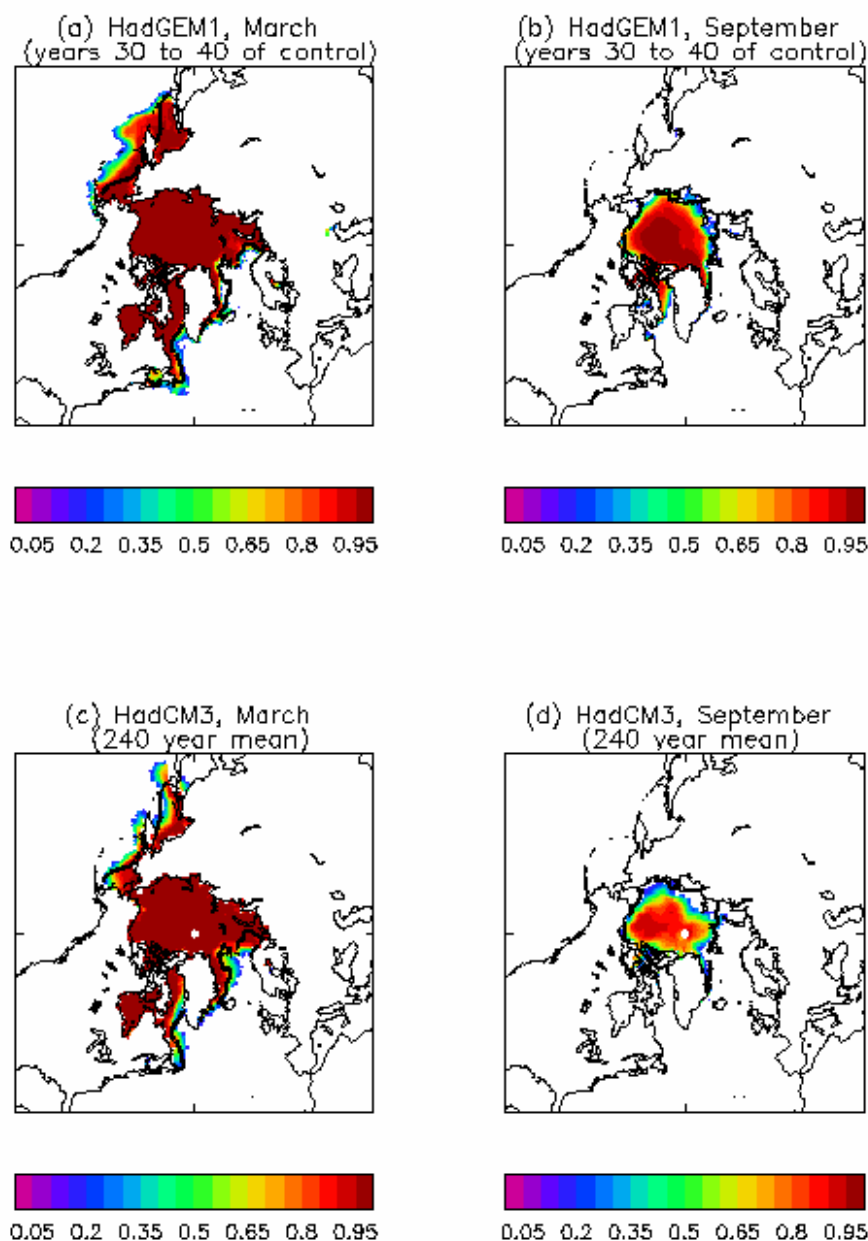 (a) HadGEM1, March
(years 30 to 40 of control)
(b) HadGEM1, September
(years 30 to 40 of control)
0.05 0.2 0.35 0.5 0.65 0.8 0.95
0.05 0.2 0.35 0.5 0.65 0.8 0.95
(c) HadCM3, March
(240 year mean)
(d) HadCM3, September
(240 year mean)
0.05 0.2 0.35 0.5 0.65 0.8 0.95
0.05 0.2 0.35 0.5 0.65 0.8 0.95